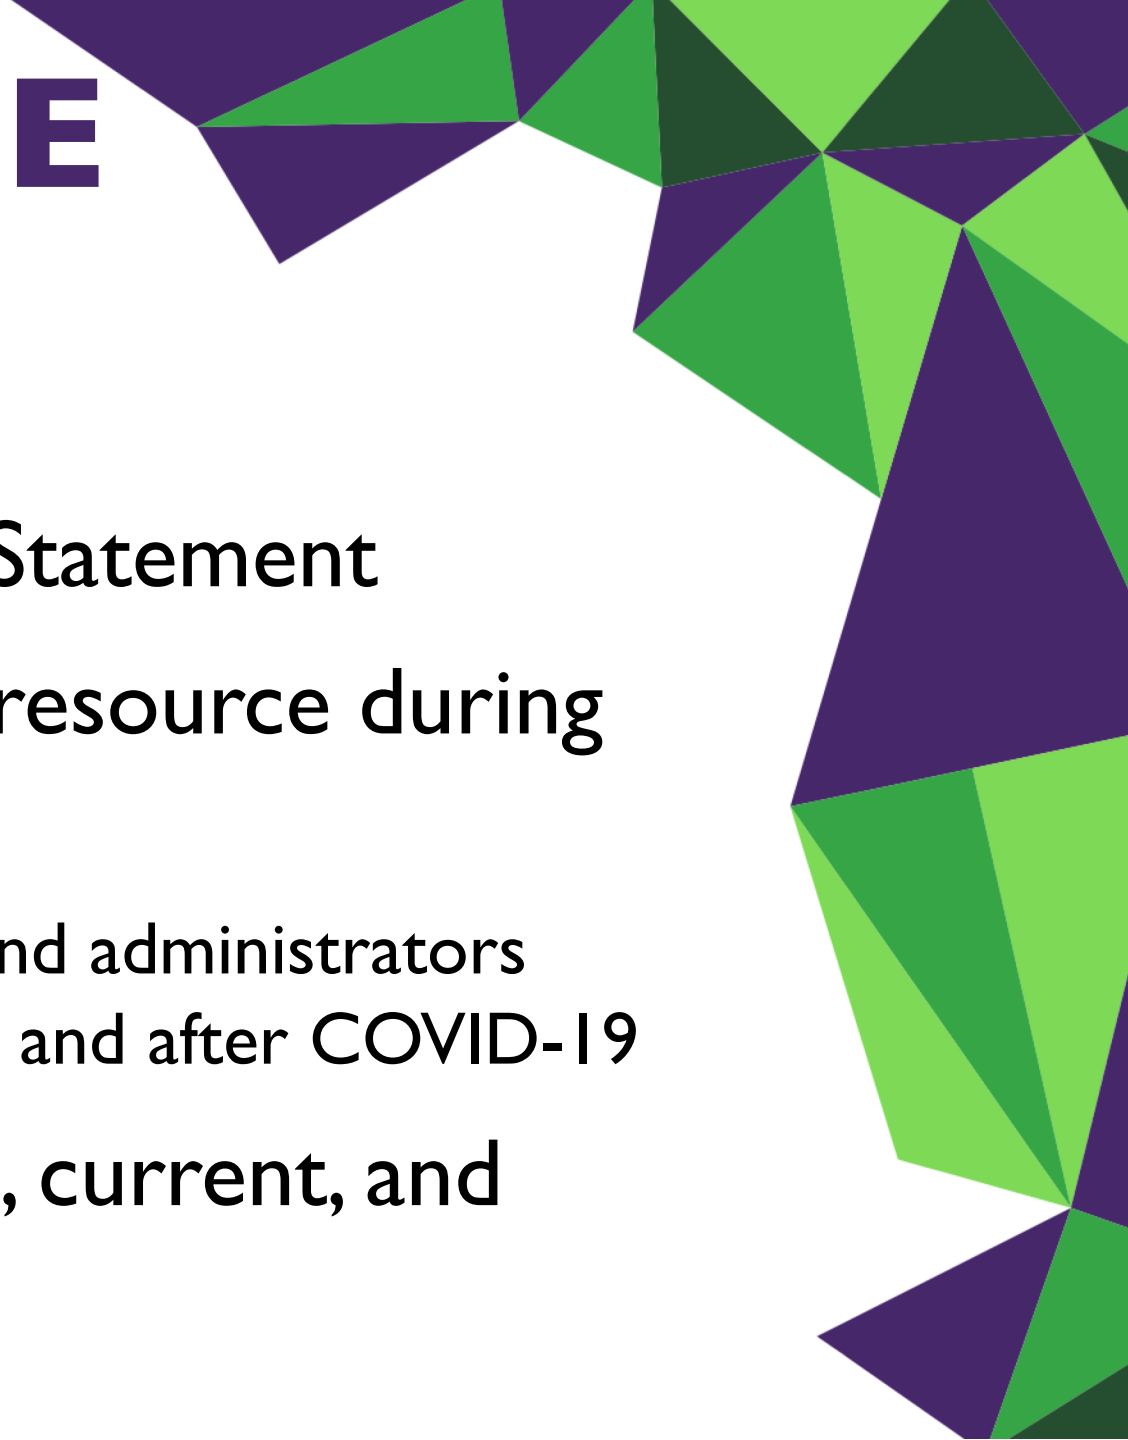 E
Statement
resource during
nd administrators
and after COVID-19
, current, and